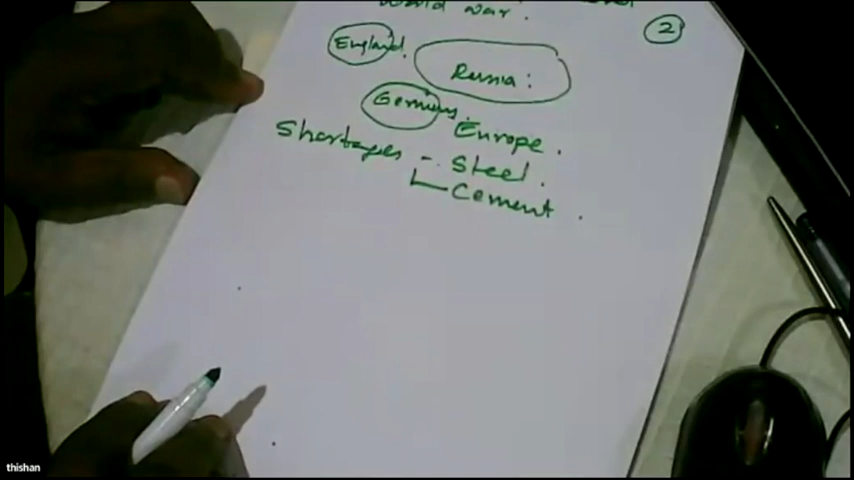 World War.
2
England.
Russia:
Germany.
Europe.
Shortages - Steel.
Cement.
thishan